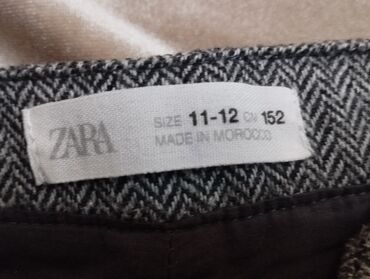 ZARA
SIZE 11-12 CM 152
MADE IN MOROCCO